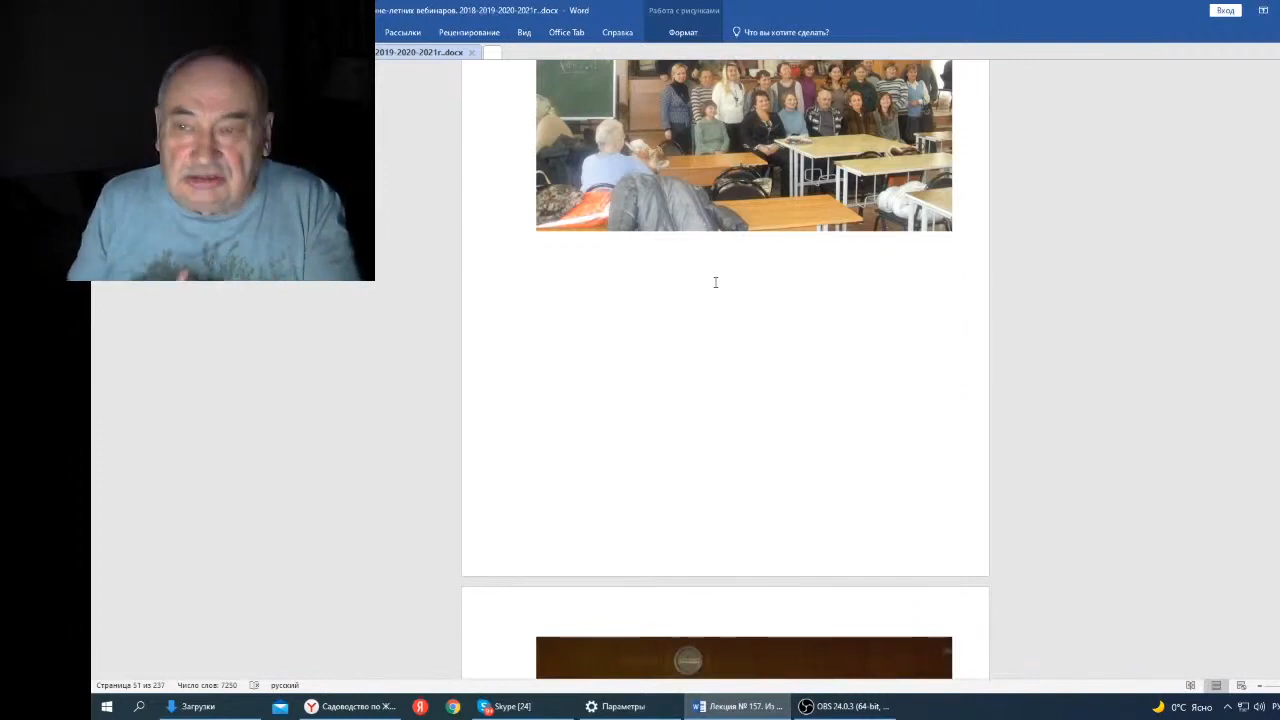 не-летних вебинаров. 2018-2019-2020-2021г..docx - Word
Работа с рисунками
Вход
Рассылки Рецензирование Вид Office Tab Справка Формат Что вы хотите сделать?
2019-2020-2021г..docx
Страница 51 из 237 Число слов: 7250 русский
Загрузки Садоводство по Ж... Skype [24] Параметры Лекция № 157. Из ... OBS 24.0.3 (64-bit, ... 0°C Ясно